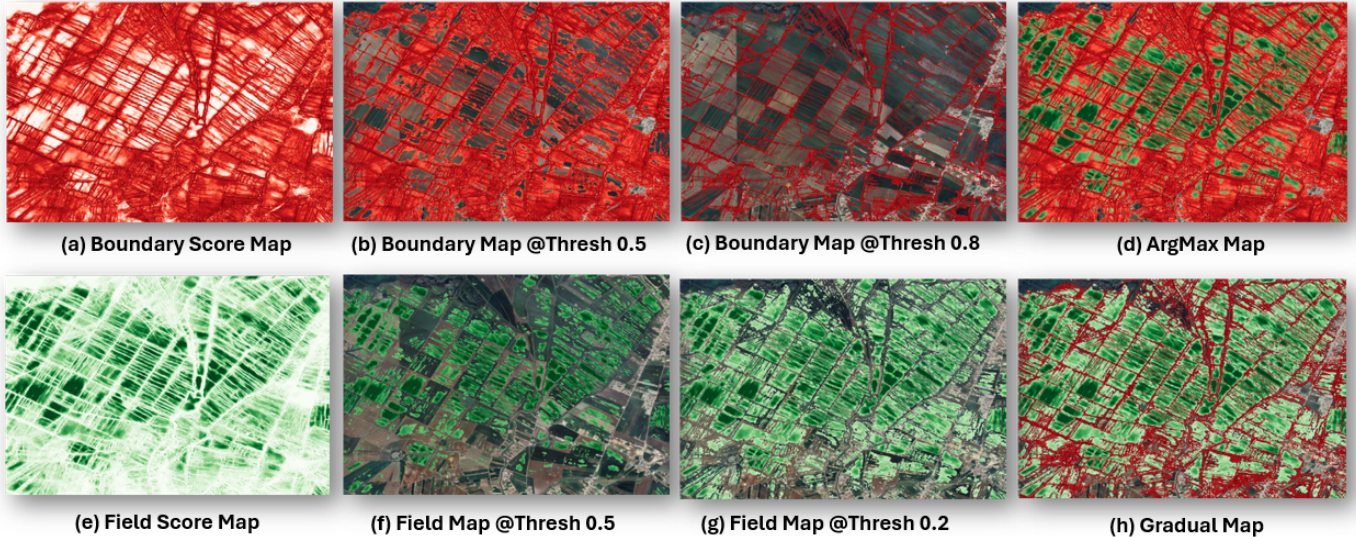 (a) Boundary Score Map
(b) Boundary Map @Thresh 0.5
(c) Boundary Map @Thresh 0.8
(d) ArgMax Map
(e) Field Score Map
(f) Field Map @Thresh 0.5
(g) Field Map @Thresh 0.2
(h) Gradual Map